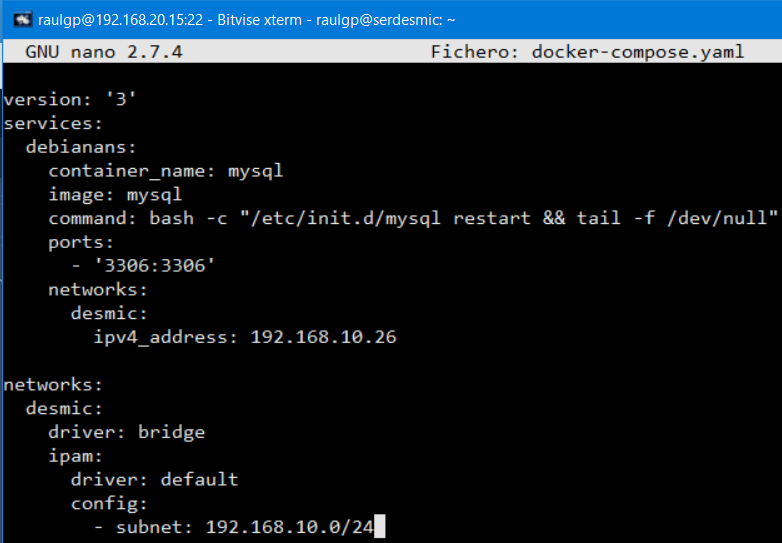 raulgp@192.168.20.15:22 - Bitvise xterm - raulgp@serdesmic: ~
GNU nano 2.7.4 Fichero: docker-compose.yaml
version: '3'
services:
  debianans:
    container_name: mysql
    image: mysql
    command: bash -c "/etc/init.d/mysql restart && tail -f /dev/null"
    ports:
      - '3306:3306'
    networks:
      desmic:
        ipv4_address: 192.168.10.26
networks:
  desmic:
    driver: bridge
    ipam:
      driver: default
      config:
        - subnet: 192.168.10.0/24